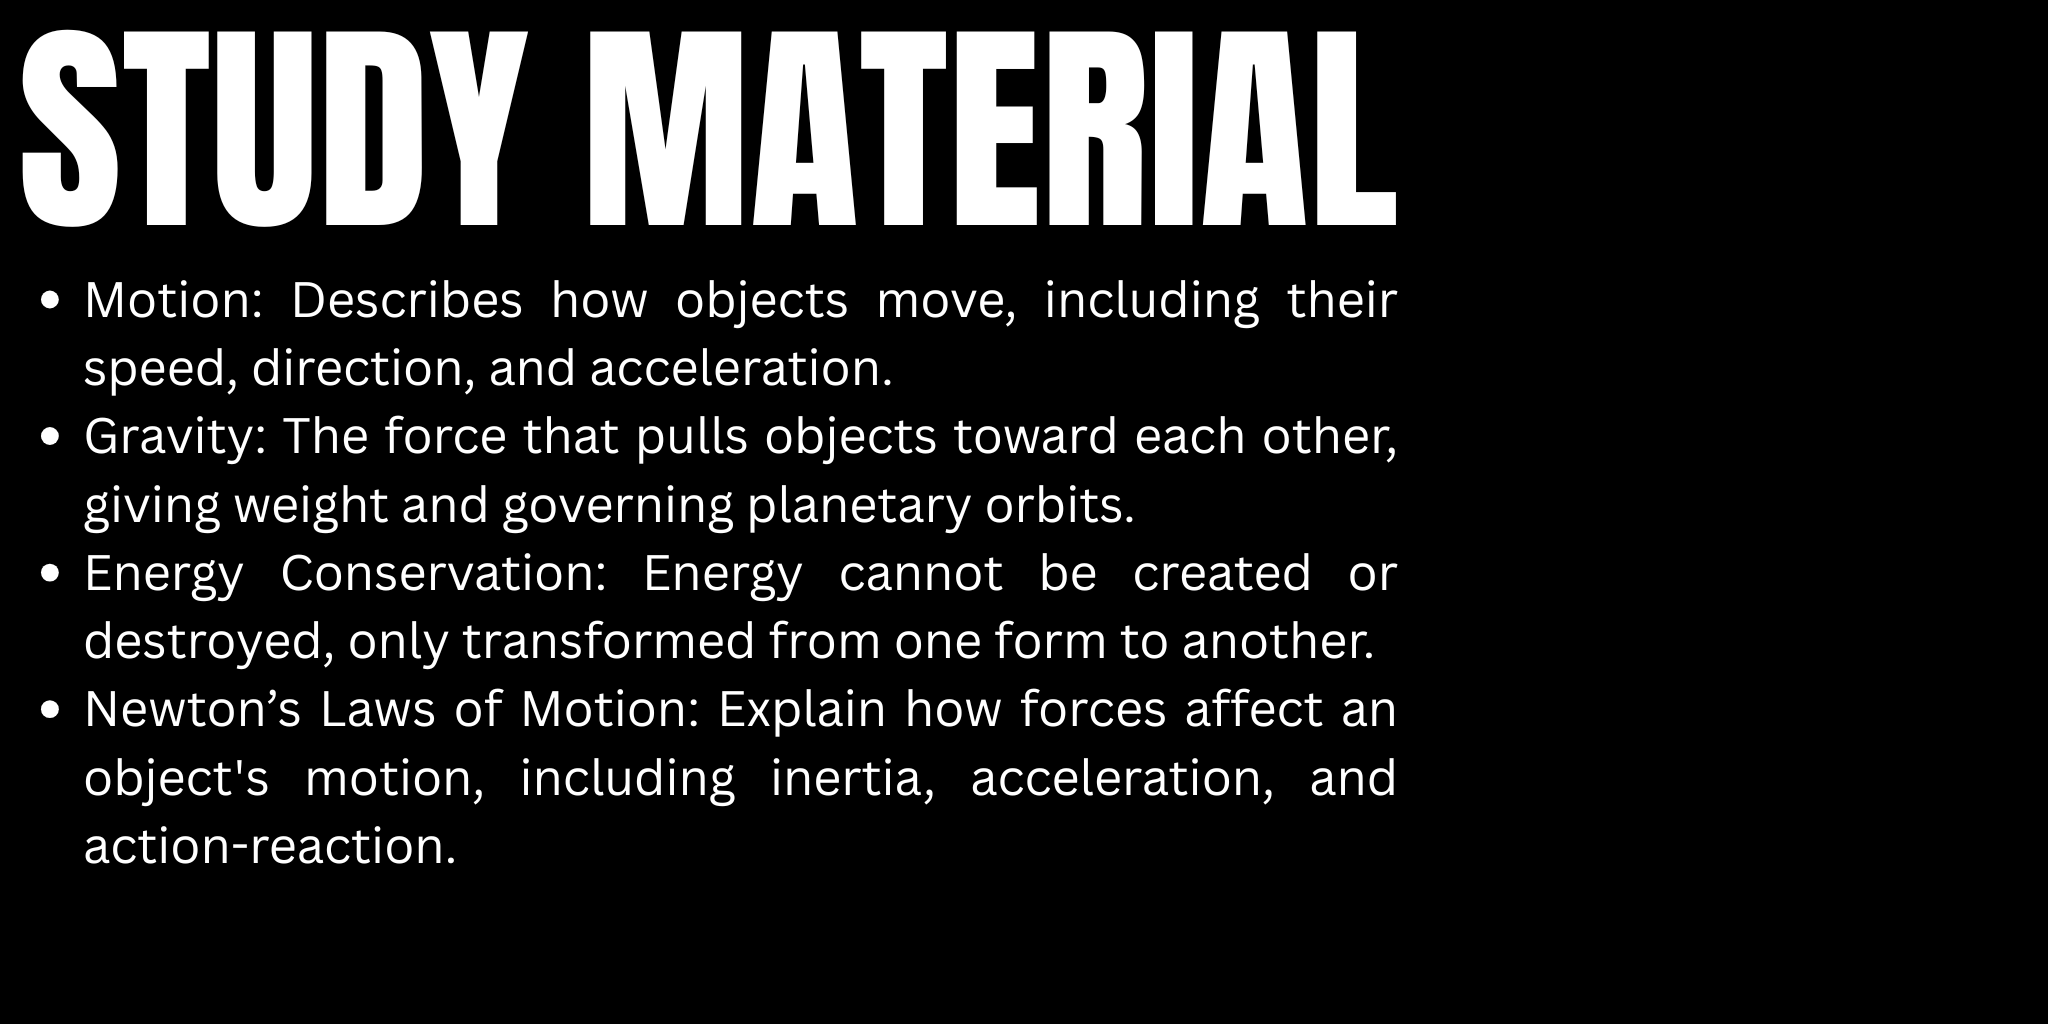 STUDY MATERIAL
• Motion: Describes how objects move, including their
speed, direction, and acceleration.
• Gravity: The force that pulls objects toward each other,
giving weight and governing planetary orbits.
• Energy Conservation: Energy cannot be created or
destroyed, only transformed from one form to another.
• Newton’s Laws of Motion: Explain how forces affect an
object's motion, including inertia, acceleration, and
action-reaction.